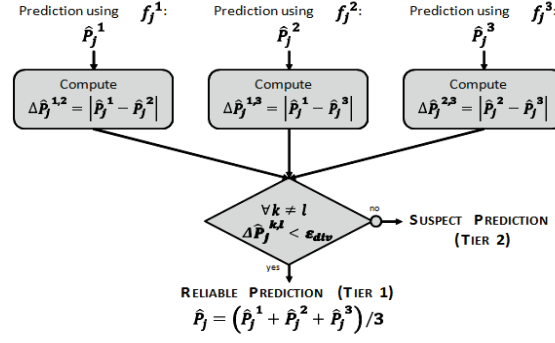 Prediction using f_j^1: Prediction using f_j^2: Prediction using f_j^3:
P̂_j^1 P̂_j^2 P̂_j^3
Compute Compute Compute
ΔP̂_j^{1,2} = |P̂_j^1 − P̂_j^2| ΔP̂_j^{1,3} = |P̂_j^1 − P̂_j^3| ΔP̂_j^{2,3} = |P̂_j^2 − P̂_j^3|
∀k ≠ l
ΔP̂_j^{k,l} < ε_div
no
SUSPECT PREDICTION
(TIER 2)
yes
RELIABLE PREDICTION (TIER 1)
P̂_j = (P̂_j^1 + P̂_j^2 + P̂_j^3)/3